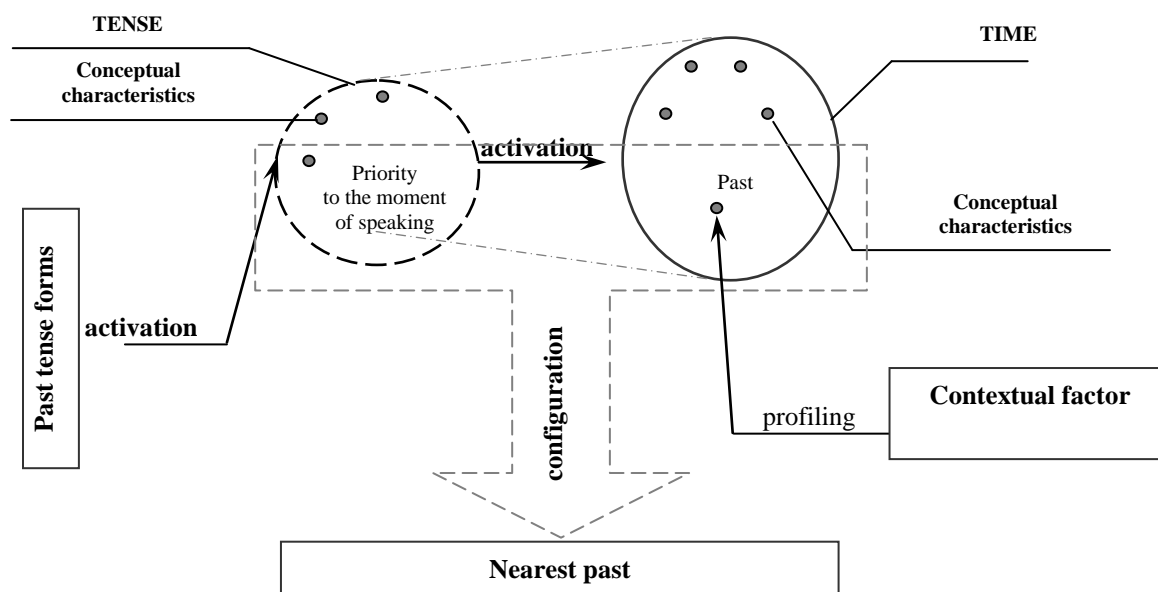 TENSE
TIME
Conceptual
characteristics
activation
Priority
to the moment
of speaking
Past
Conceptual
characteristics
Past tense forms
activation
configuration
profiling
Contextual factor
Nearest past